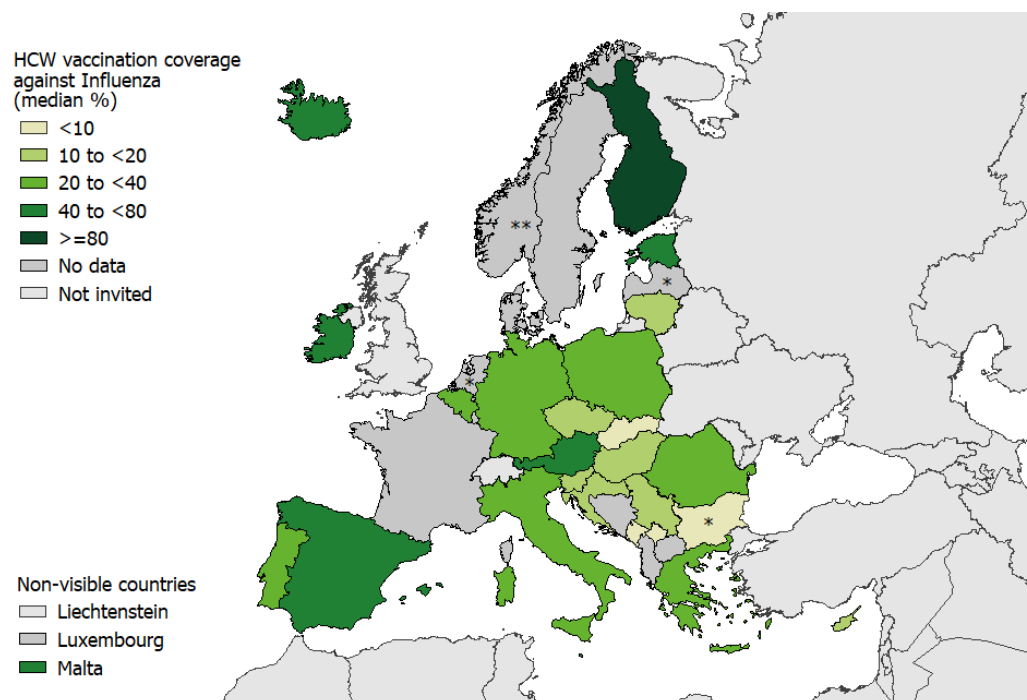 HCW vaccination coverage
against Influenza
(median %)
<10
10 to <20
20 to <40
40 to <80
>=80
No data
Not invited
**
*
*
*
Non-visible countries
Liechtenstein
Luxembourg
Malta